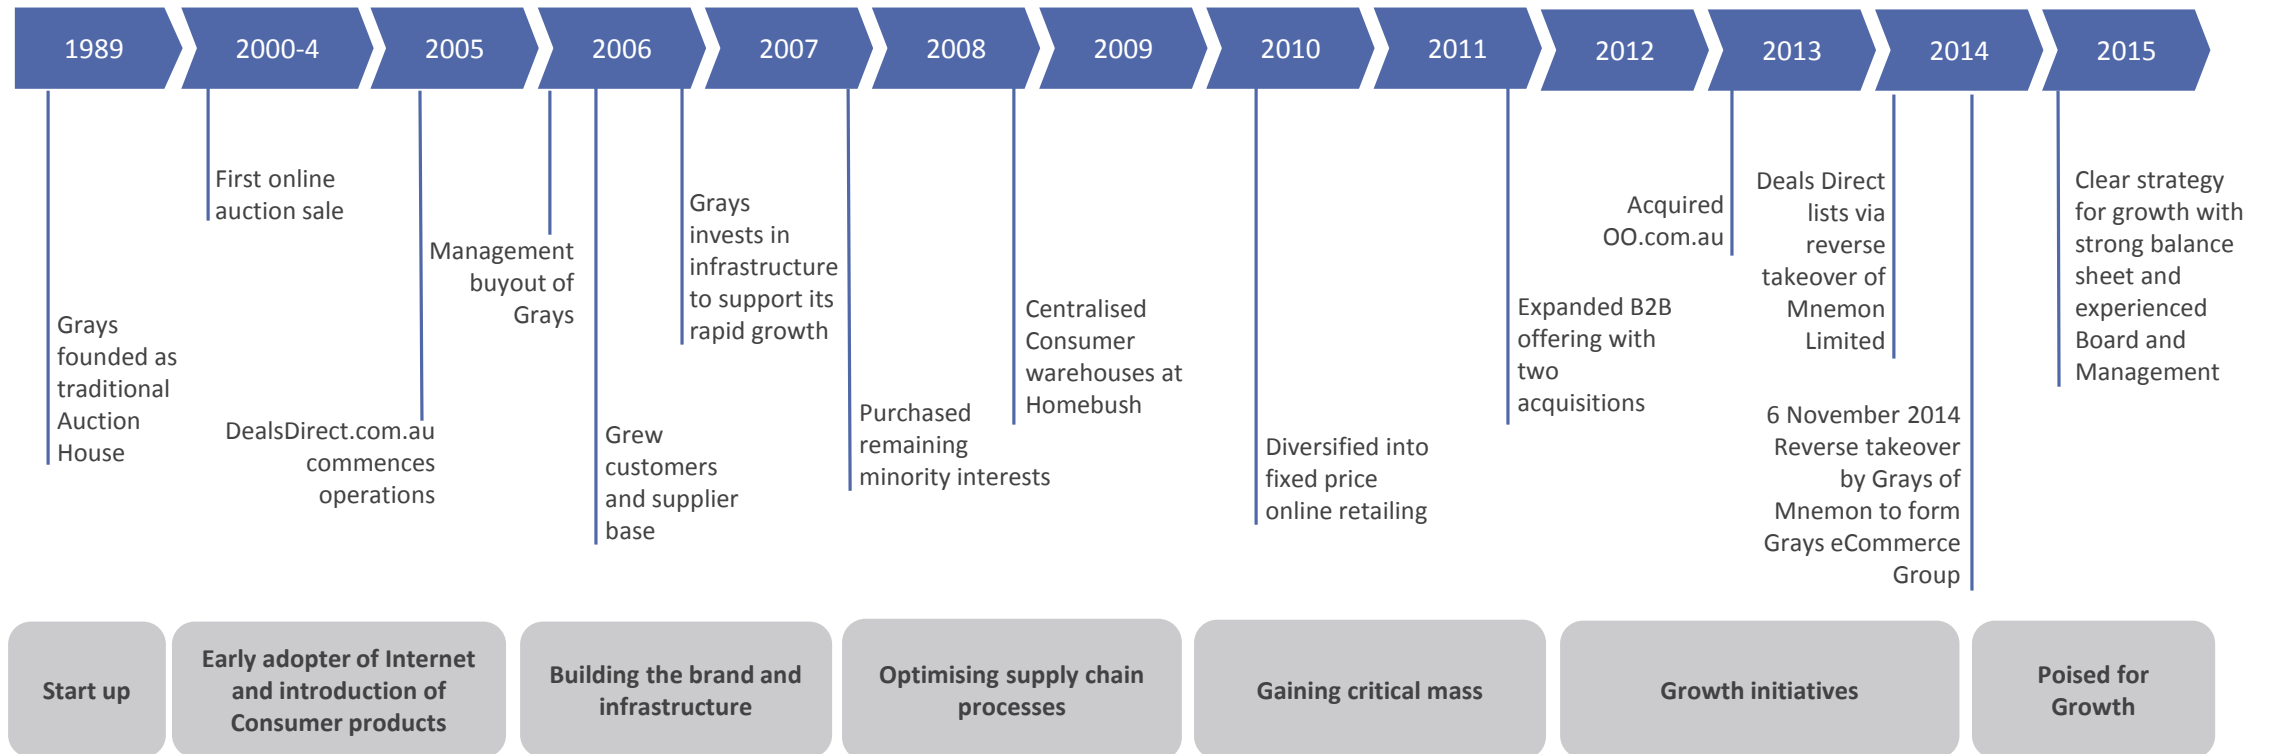 1989
2000-4
2005
2006
2007
2008
2009
2010
2011
2012
2013
2014
2015
Grays
founded as
traditional
Auction
House
First online
auction sale
DealsDirect.com.au
commences
operations
Management
buyout of
Grays
Grew
customers
and supplier
base
Grays
invests in
infrastructure
to support its
rapid growth
Purchased
remaining
minority interests
Centralised
Consumer
warehouses at
Homebush
Diversified into
fixed price
online retailing
Expanded B2B
offering with
two
acquisitions
Acquired
OO.com.au
Deals Direct
lists via
reverse
takeover of
Mnemon
Limited
6 November 2014
Reverse takeover
by Grays of
Mnemon to form
Grays eCommerce
Group
Clear strategy
for growth with
strong balance
sheet and
experienced
Board and
Management
Start up
Early adopter of Internet
and introduction of
Consumer products
Building the brand and
infrastructure
Optimising supply chain
processes
Gaining critical mass
Growth initiatives
Poised for
Growth